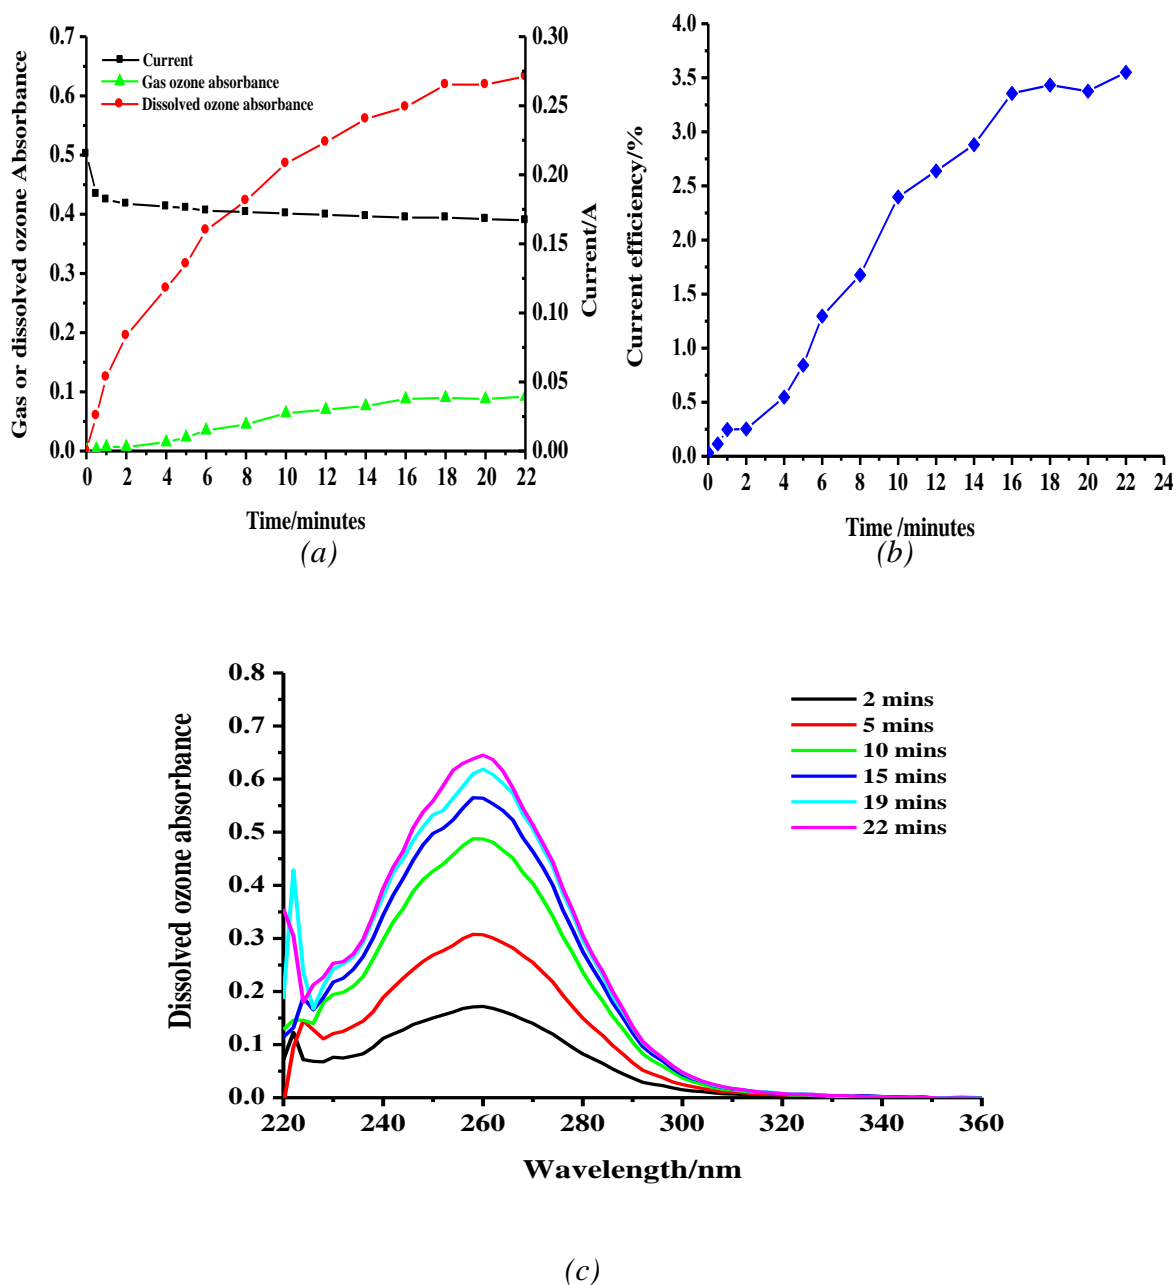 0.7
0.6
0.5
0.4
0.3
0.2
0.1
0.0
Gas or dissolved ozone Absorbance
Current
Gas ozone absorbance
Dissolved ozone absorbance
0.30
0.25
0.20
0.15
0.10
0.05
0.00
Current/A
0 2 4 6 8 10 12 14 16 18 20 22
Time/minutes
(a)
4.0
3.5
3.0
2.5
2.0
1.5
1.0
0.5
0.0
Current efficiency/%
0 2 4 6 8 10 12 14 16 18 20 22 24
Time /minutes
(b)
0.8
0.7
0.6
0.5
0.4
0.3
0.2
0.1
0.0
Dissolved ozone absorbance
2 mins
5 mins
10 mins
15 mins
19 mins
22 mins
220 240 260 280 300 320 340 360
Wavelength/nm
(c)